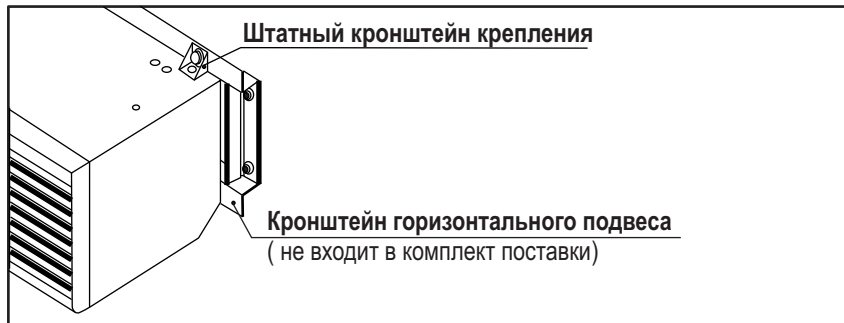 Штатный кронштейн крепления
Кронштейн горизонтального подвеса
( не входит в комплект поставки)